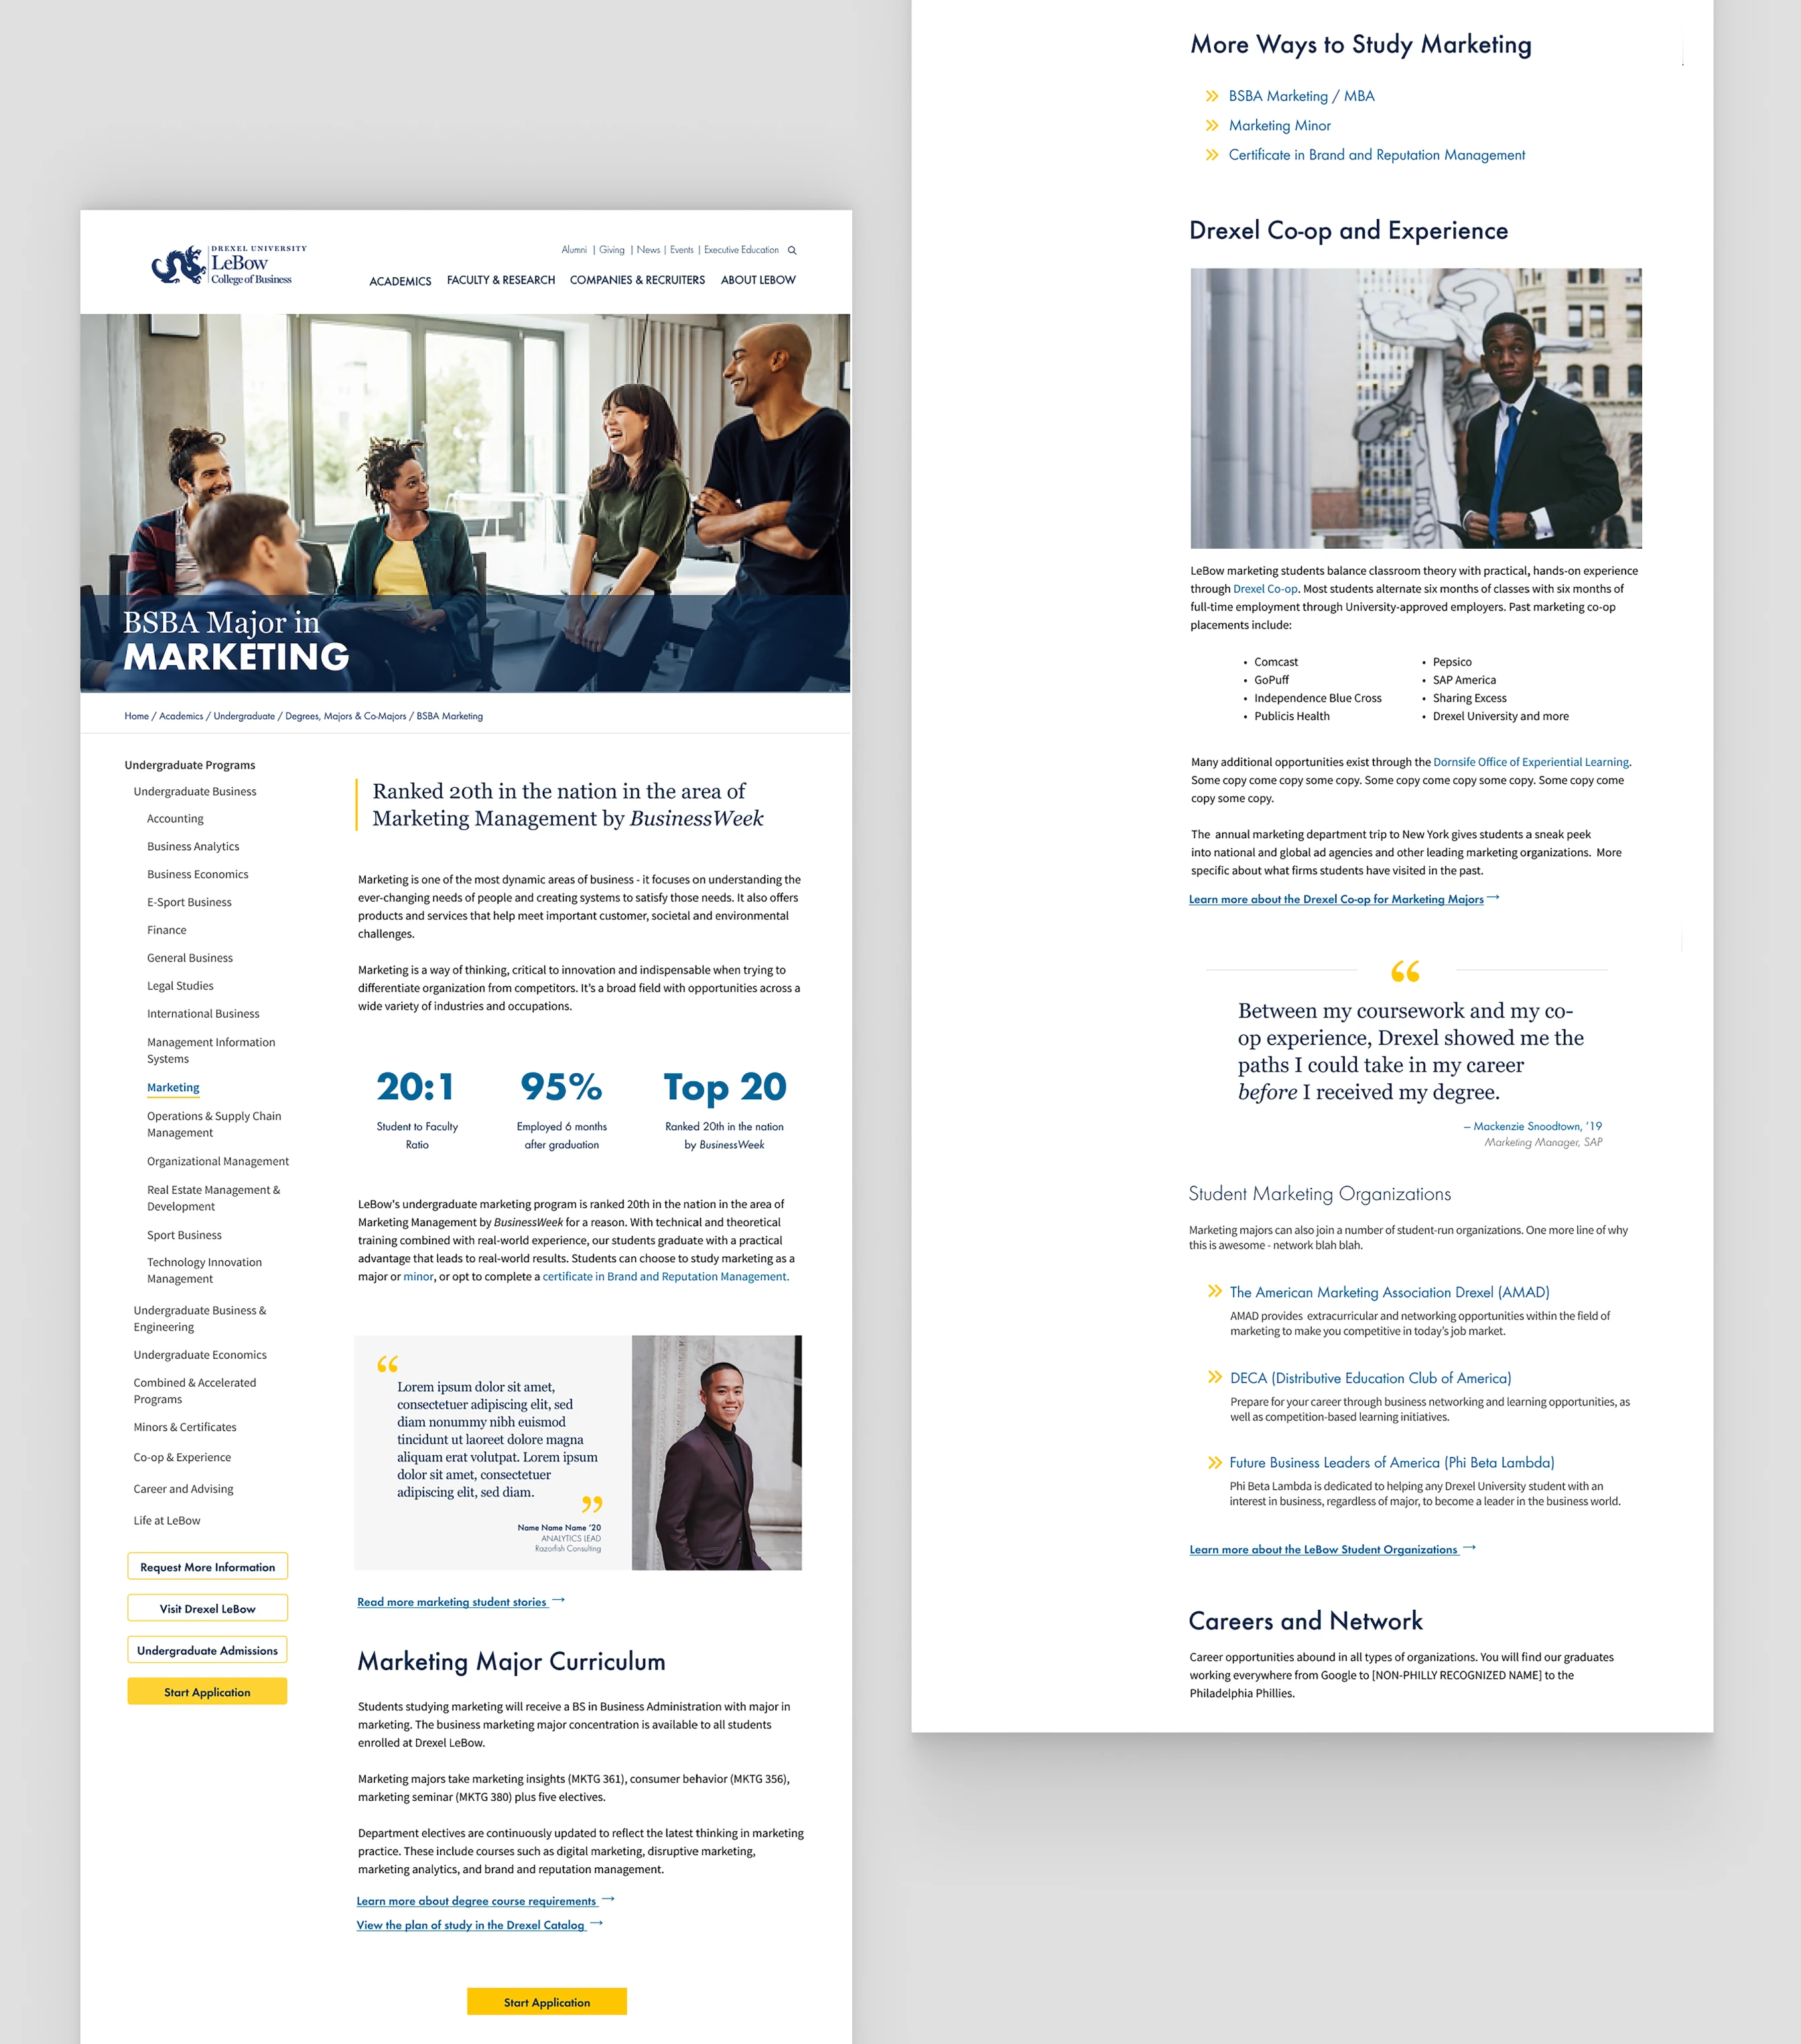 DREXEL UNIVERSITY
LeBow
College of Business
Alumni | Giving | News | Events | Executive Education
ACADEMICS FACULTY & RESEARCH COMPANIES & RECRUITERS ABOUT LEBOW
BSBA Major in
MARKETING
Home / Academics / Undergraduate / Degrees, Majors & Co-Majors / BSBA Marketing
Undergraduate Programs
Undergraduate Business
Accounting
Business Analytics
Business Economics
E-Sport Business
Finance
General Business
Legal Studies
International Business
Management Information
Systems
Marketing
Operations & Supply Chain
Management
Organizational Management
Real Estate Management &
Development
Sport Business
Technology Innovation
Management
Undergraduate Business &
Engineering
Undergraduate Economics
Combined & Accelerated
Programs
Minors & Certificates
Co-op & Experience
Career and Advising
Life at LeBow
Request More Information
Visit Drexel LeBow
Undergraduate Admissions
Start Application
Ranked 20th in the nation in the area of
Marketing Management by BusinessWeek
Marketing is one of the most dynamic areas of business - it focuses on understanding the
ever-changing needs of people and creating systems to satisfy those needs. It also offers
products and services that help meet important customer, societal and environmental
challenges.
Marketing is a way of thinking, critical to innovation and indispensable when trying to
differentiate organization from competitors. It's a broad field with opportunities across a
wide variety of industries and occupations.
20:1 95% Top 20
Student to Faculty Employed 6 months Ranked 20th in the nation
Ratio after graduation by BusinessWeek
LeBow's undergraduate marketing program is ranked 20th in the nation in the area of
Marketing Management by BusinessWeek for a reason. With technical and theoretical
training combined with real-world experience, our students graduate with a practical
advantage that leads to real-world results. Students can choose to study marketing as a
major or minor, or opt to complete a certificate in Brand and Reputation Management.
“
Lorem ipsum dolor sit amet,
consectetuer adipiscing elit, sed
diam nonummy nibh euismod
tincidunt ut laoreet dolore magna
aliquam erat volutpat. Lorem ipsum
dolor sit amet, consectetuer
adipiscing elit, sed diam.
”
Name Name Name '20
ANALYTICS LEAD
Razorfish Consulting
Read more marketing student stories →
Marketing Major Curriculum
Students studying marketing will receive a BS in Business Administration with major in
marketing. The business marketing major concentration is available to all students
enrolled at Drexel LeBow.
Marketing majors take marketing insights (MKTG 361), consumer behavior (MKTG 356),
marketing seminar (MKTG 380) plus five electives.
Department electives are continuously updated to reflect the latest thinking in marketing
practice. These include courses such as digital marketing, disruptive marketing,
marketing analytics, and brand and reputation management.
Learn more about degree course requirements →
View the plan of study in the Drexel Catalog →
Start Application
More Ways to Study Marketing
» BSBA Marketing / MBA
» Marketing Minor
» Certificate in Brand and Reputation Management
Drexel Co-op and Experience
LeBow marketing students balance classroom theory with practical, hands-on experience
through Drexel Co-op. Most students alternate six months of classes with six months of
full-time employment through University-approved employers. Past marketing co-op
placements include:
• Comcast
• GoPuff
• Independence Blue Cross
• Publicis Health
• Pepsico
• SAP America
• Sharing Excess
• Drexel University and more
Many additional opportunities exist through the Dornsife Office of Experiential Learning.
Some copy come copy some copy. Some copy come copy some copy. Some copy come
copy some copy.
The annual marketing department trip to New York gives students a sneak peek
into national and global ad agencies and other leading marketing organizations. More
specific about what firms students have visited in the past.
Learn more about the Drexel Co-op for Marketing Majors →
“
Between my coursework and my co-
op experience, Drexel showed me the
paths I could take in my career
before I received my degree.
– Mackenzie Snoodtown, '19
Marketing Manager, SAP
Student Marketing Organizations
Marketing majors can also join a number of student-run organizations. One more line of why
this is awesome - network blah blah.
» The American Marketing Association Drexel (AMAD)
AMAD provides extracurricular and networking opportunities within the field of
marketing to make you competitive in today's job market.
» DECA (Distributive Education Club of America)
Prepare for your career through business networking and learning opportunities, as
well as competition-based learning initiatives.
» Future Business Leaders of America (Phi Beta Lambda)
Phi Beta Lambda is dedicated to helping any Drexel University student with an
interest in business, regardless of major, to become a leader in the business world.
Learn more about the LeBow Student Organizations →
Careers and Network
Career opportunities abound in all types of organizations. You will find our graduates
working everywhere from Google to [NON-PHILLY RECOGNIZED NAME] to the
Philadelphia Phillies.